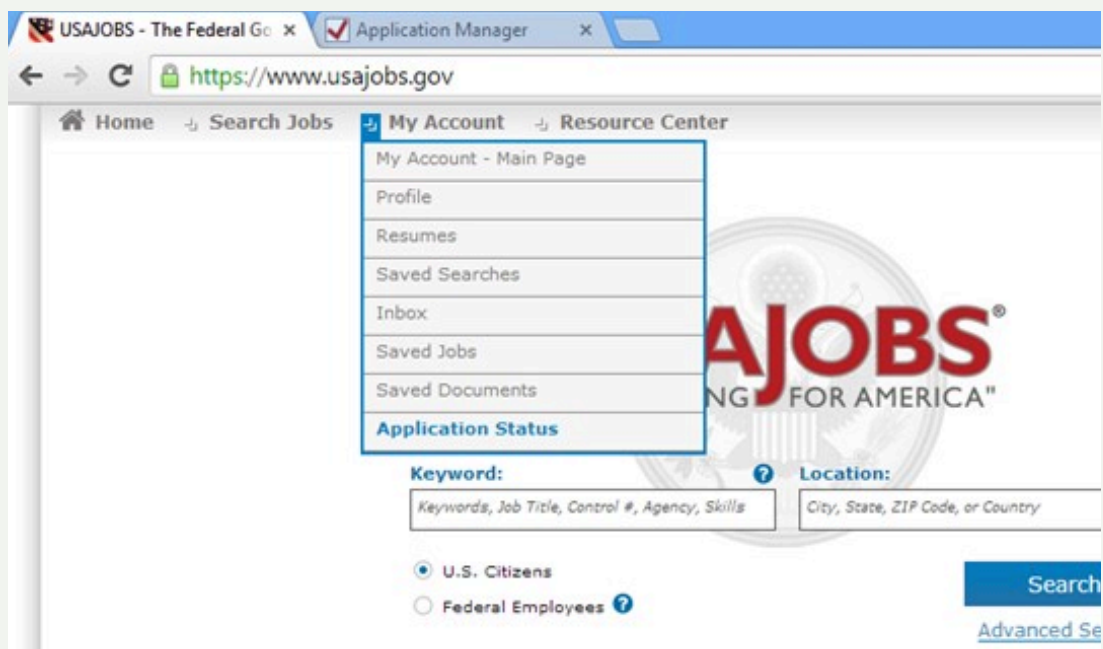 USAJOBS - The Federal Go
Application Manager
https://www.usajobs.gov
Home Search Jobs My Account Resource Center
My Account - Main Page
Profile
Resumes
Saved Searches
Inbox
Saved Jobs
Saved Documents
Application Status
AJOBS®
NG FOR AMERICA"
Keyword: ? Location:
Keywords, Job Title, Control #, Agency, Skills City, State, ZIP Code, or Country
U.S. Citizens
Federal Employees ?
Search
Advanced Se